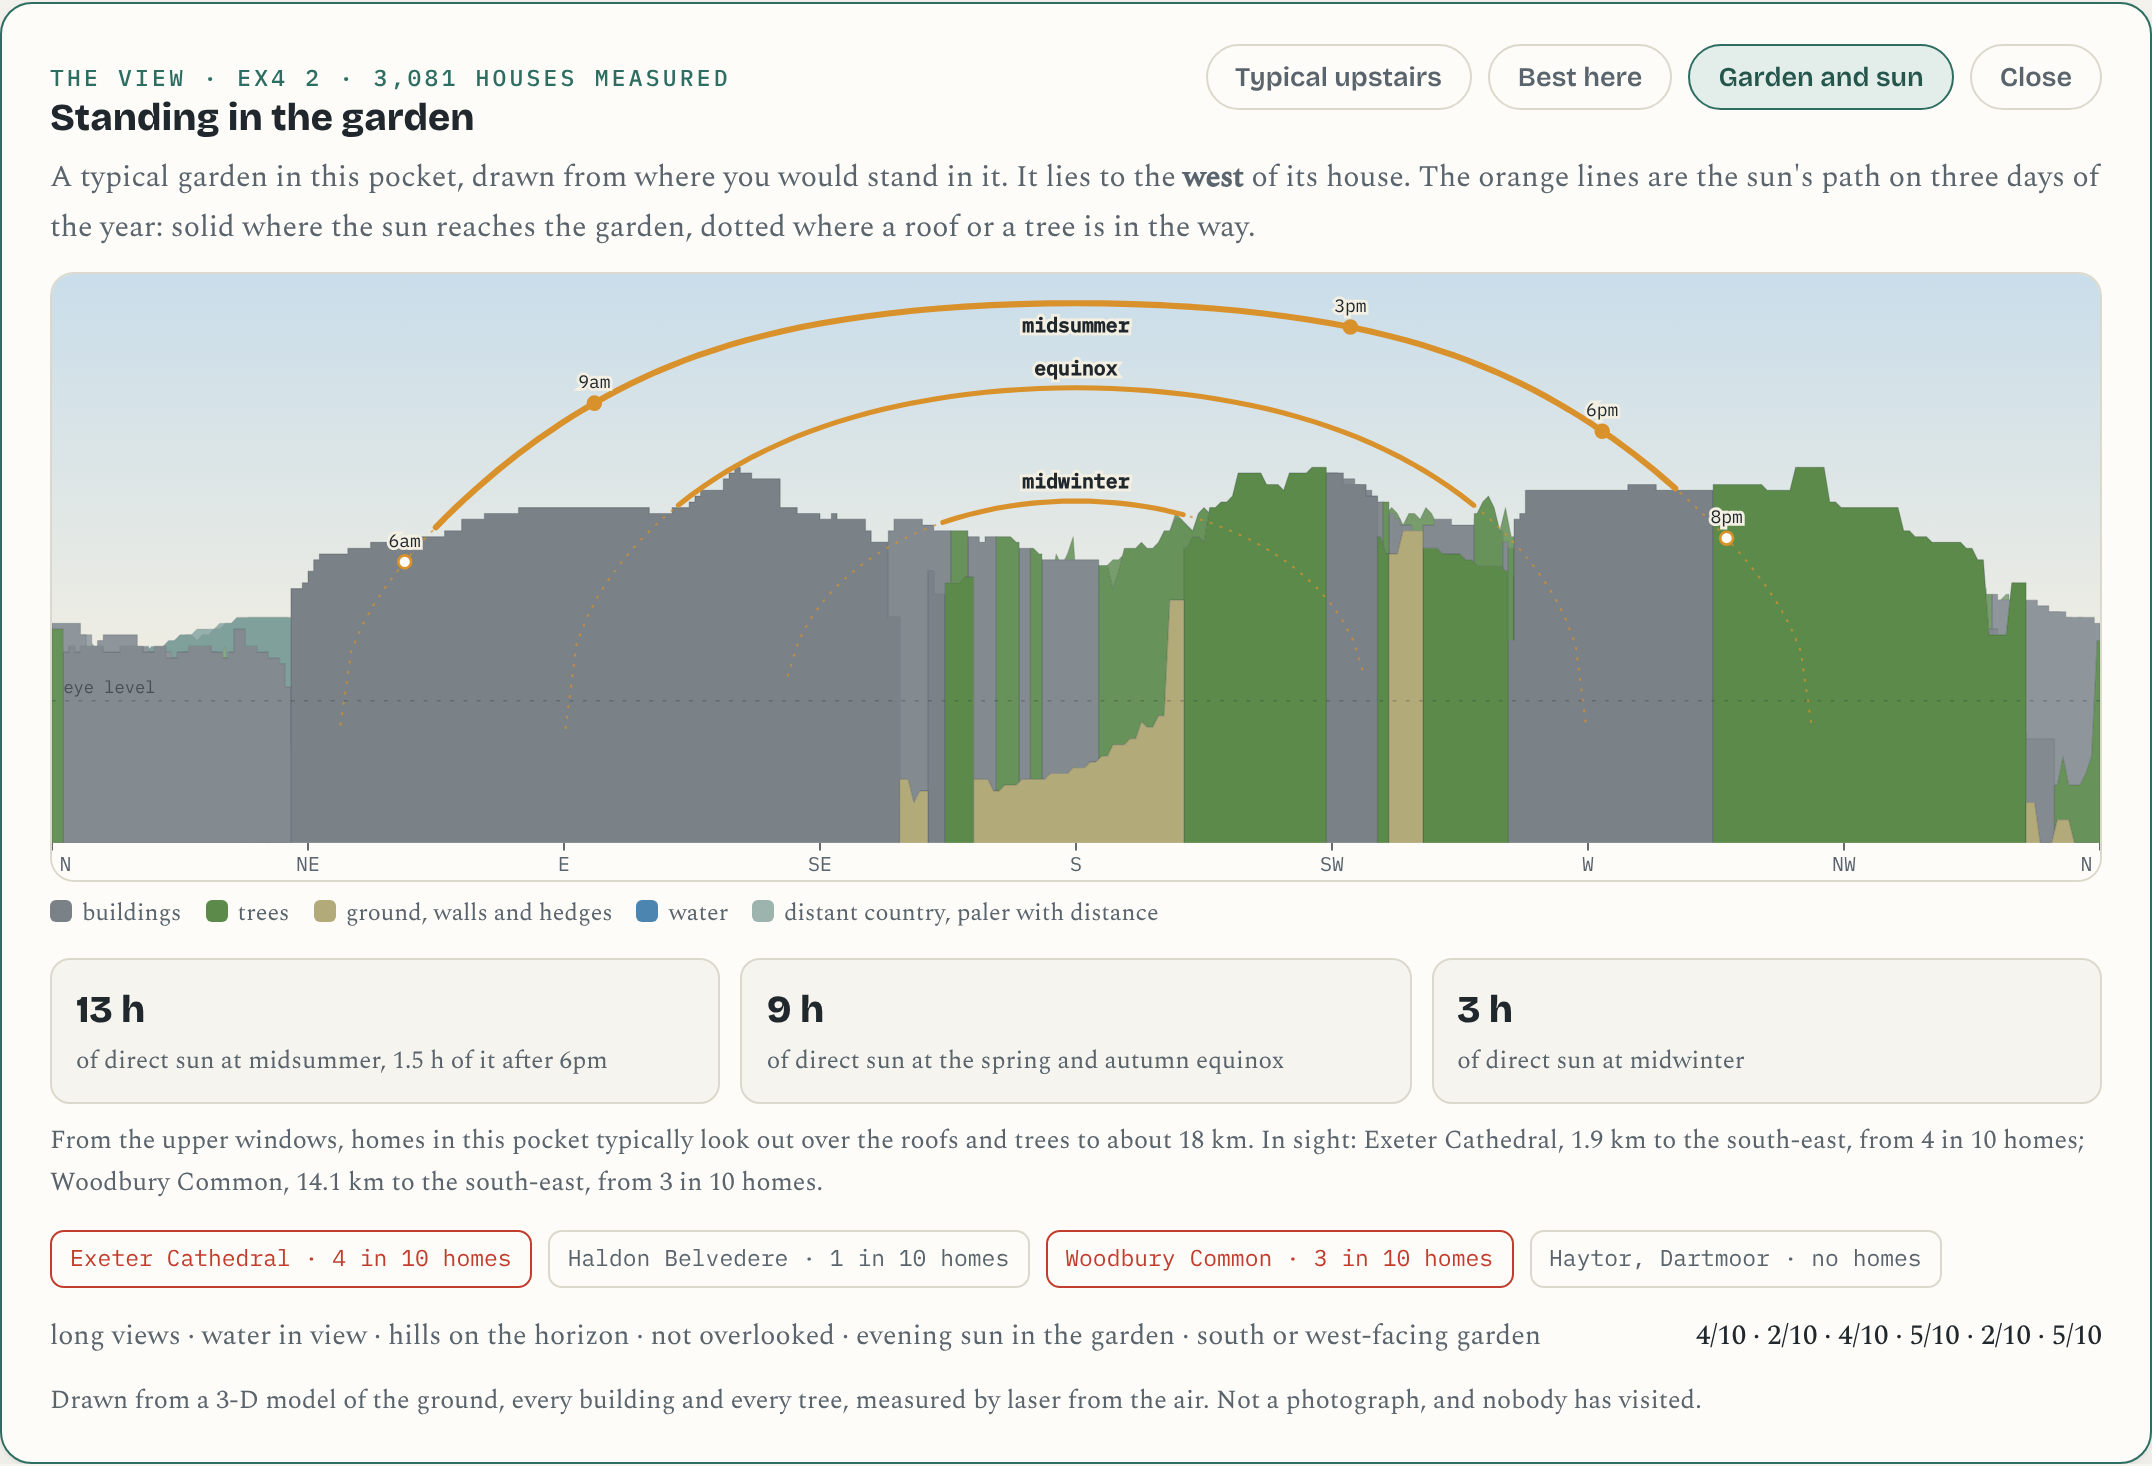 THE VIEW · EX4 2 · 3,081 HOUSES MEASURED
Standing in the garden
Typical upstairs
Best here
Garden and sun
Close
A typical garden in this pocket, drawn from where you would stand in it. It lies to the west of its house. The orange lines are the sun's path on three days of
the year: solid where the sun reaches the garden, dotted where a roof or a tree is in the way.
3pm
midsummer
equinox
9am
6pm
midwinter
8pm
6am
eye level
N NE E SE S SW W NW N
buildings trees ground, walls and hedges water distant country, paler with distance
13 h
of direct sun at midsummer, 1.5 h of it after 6pm
9 h
of direct sun at the spring and autumn equinox
3 h
of direct sun at midwinter
From the upper windows, homes in this pocket typically look out over the roofs and trees to about 18 km. In sight: Exeter Cathedral, 1.9 km to the south-east, from 4 in 10 homes;
Woodbury Common, 14.1 km to the south-east, from 3 in 10 homes.
Exeter Cathedral · 4 in 10 homes
Haldon Belvedere · 1 in 10 homes
Woodbury Common · 3 in 10 homes
Haytor, Dartmoor · no homes
long views · water in view · hills on the horizon · not overlooked · evening sun in the garden · south or west-facing garden
4/10 · 2/10 · 4/10 · 5/10 · 2/10 · 5/10
Drawn from a 3-D model of the ground, every building and every tree, measured by laser from the air. Not a photograph, and nobody has visited.